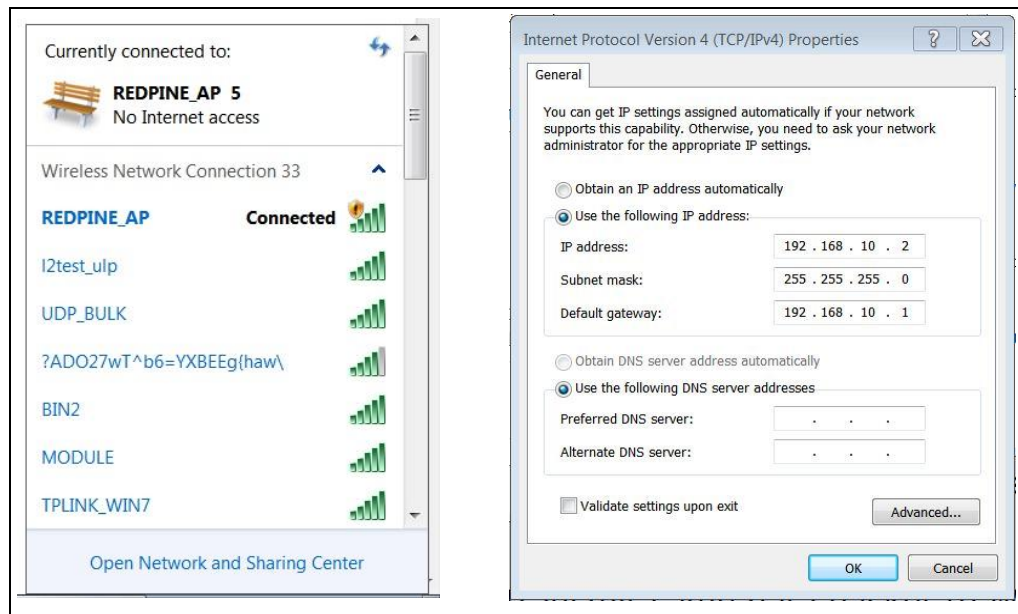 Currently connected to:
REDPINE_AP 5
No Internet access
Wireless Network Connection 33
REDPINE_AP Connected
l2test_ulp
UDP_BULK
?ADO27wT^b6=YXBEEg{haw\
BIN2
MODULE
TPLINK_WIN7
Open Network and Sharing Center
Internet Protocol Version 4 (TCP/IPv4) Properties
General
You can get IP settings assigned automatically if your network
supports this capability. Otherwise, you need to ask your network
administrator for the appropriate IP settings.
Obtain an IP address automatically
Use the following IP address:
IP address: 192 . 168 . 10 . 2
Subnet mask: 255 . 255 . 255 . 0
Default gateway: 192 . 168 . 10 . 1
Obtain DNS server address automatically
Use the following DNS server addresses
Preferred DNS server: . . .
Alternate DNS server: . . .
Validate settings upon exit
Advanced...
OK Cancel